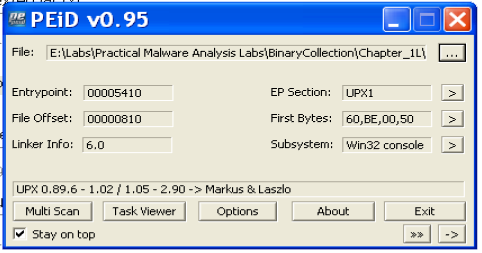 PEiD v0.95
File: E:\Labs\Practical Malware Analysis Labs\BinaryCollection\Chapter_1L\ ...
Entrypoint: 00005410 EP Section: UPX1 >
File Offset: 00000810 First Bytes: 60,BE,00,50 >
Linker Info: 6.0 Subsystem: Win32 console >
UPX 0.89.6 - 1.02 / 1.05 - 2.90 -> Markus & Laszlo
Multi Scan Task Viewer Options About Exit
Stay on top >> ->